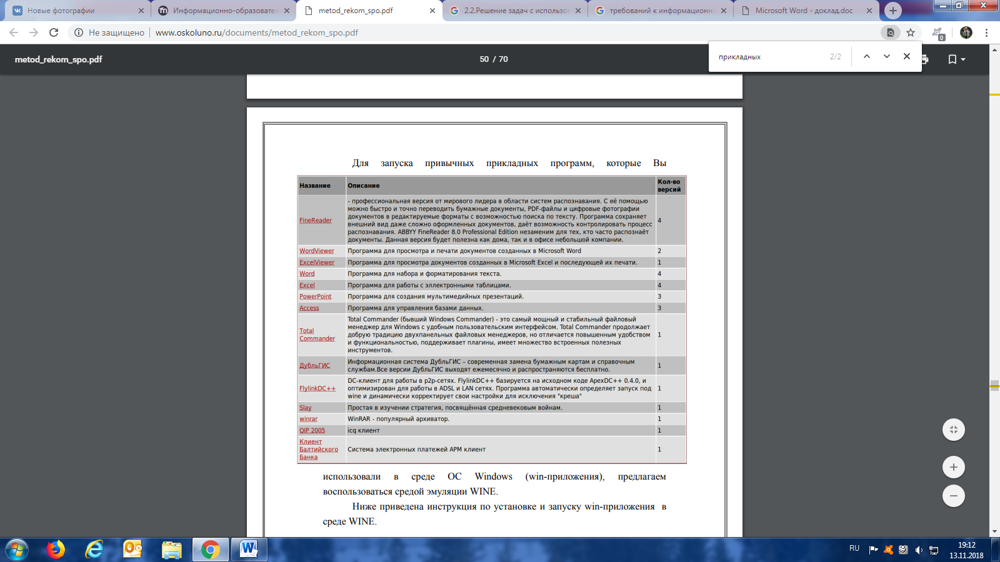 Новые фотографии
Информационно-образовател
metod_rekom_spo.pdf
2.2.Решение задач с использо
требований к информационн
Microsoft Word - доклад.doc
Не защищено
www.oskoluno.ru/documents/metod_rekom_spo.pdf
0
metod_rekom_spo.pdf
50 / 70
прикладных
2/2
Для запуска привычных прикладных программ, которые Вы
Название Описание Кол-во
версий
FineReader
- профессиональная версия от мирового лидера в области систем распознавания. С её помощью
можно быстро и точно переводить бумажные документы, PDF-файлы и цифровые фотографии
документов в редактируемые форматы с возможностью поиска по тексту. Программа сохраняет
внешний вид даже сложно оформленных документов, даёт возможность контролировать процесс
распознавания. ABBYY FineReader 8.0 Professional Edition незаменим для тех, кто часто распознаёт
документы. Данная версия будет полезна как дома, так и в офисе небольшой компании.
4
WordViewer Программа для просмотра и печати документов созданных в Microsoft Word 2
ExcelViewer Программа для просмотра документов созданных в Microsoft Excel и последующей их печати. 1
Word Программа для набора и форматирования текста. 4
Excel Программа для работы с эллектронными таблицами. 4
PowerPoint Программа для создания мультимедийных презентаций. 3
Access Программа для управления базами данных. 3
Total
Commander
Total Commander (бывший Windows Commander) - это самый мощный и стабильный файловый
менеджер для Windows с удобным пользовательским интерфейсом. Total Commander продолжает
добрую традицию двухпанельных файловых менеджеров, но отличается повышенным удобством
и функциональностью, поддерживает плагины, имеет множество встроенных полезных
инструментов.
1
ДубльГИС
Информационная система ДубльГИС – современная замена бумажным картам и справочным
службам.Все версии ДубльГИС выходят ежемесячно и распространяются бесплатно.
1
FlylinkDC++
DC-клиент для работы в p2p-сетях. FlylinkDC++ базируется на исходном коде ApexDC++ 0.4.0, и
оптимизирован для работы в ADSL и LAN сетях. Программа автоматически определяет запуск под
wine и динамически корректирует свои настройки для исключения "креша"
1
Slay Простая в изучении стратегия, посвящённая средневековым войнам. 1
winrar WinRAR - популярный архиватор. 1
QIP 2005 icq клиент 1
Клиент
Балтийского
Банка
Система электронных платежей АРМ клиент
1
использовали в среде ОС Windows (win-приложения), предлагаем
воспользоваться средой эмуляции WINE.
Ниже приведена инструкция по установке и запуску win-приложения в
среде WINE.
RU
19:12
13.11.2018